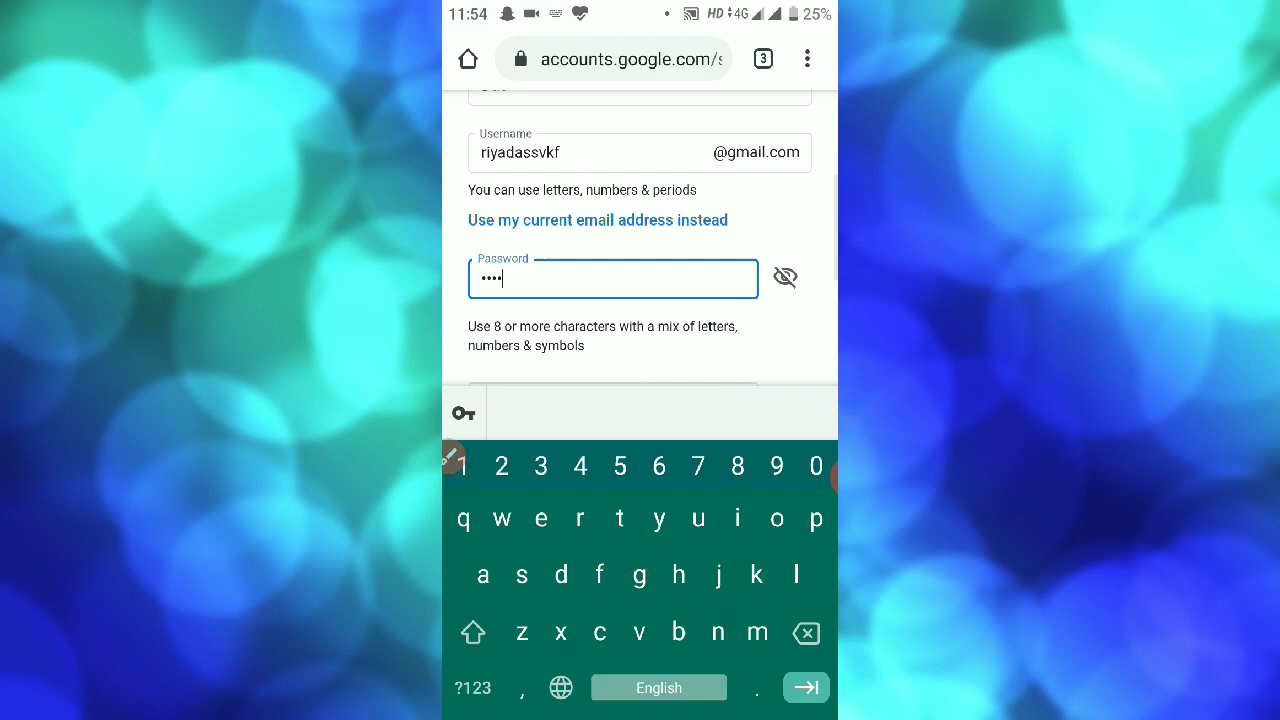 11:54 HD 4G 25%
accounts.google.com/s 3
Username
riyadassvkf @gmail.com
You can use letters, numbers & periods
Use my current email address instead
Password
••••
Use 8 or more characters with a mix of letters,
numbers & symbols
1 2 3 4 5 6 7 8 9 0
q w e r t y u i o p
a s d f g h j k l
z x c v b n m
?123 , English .